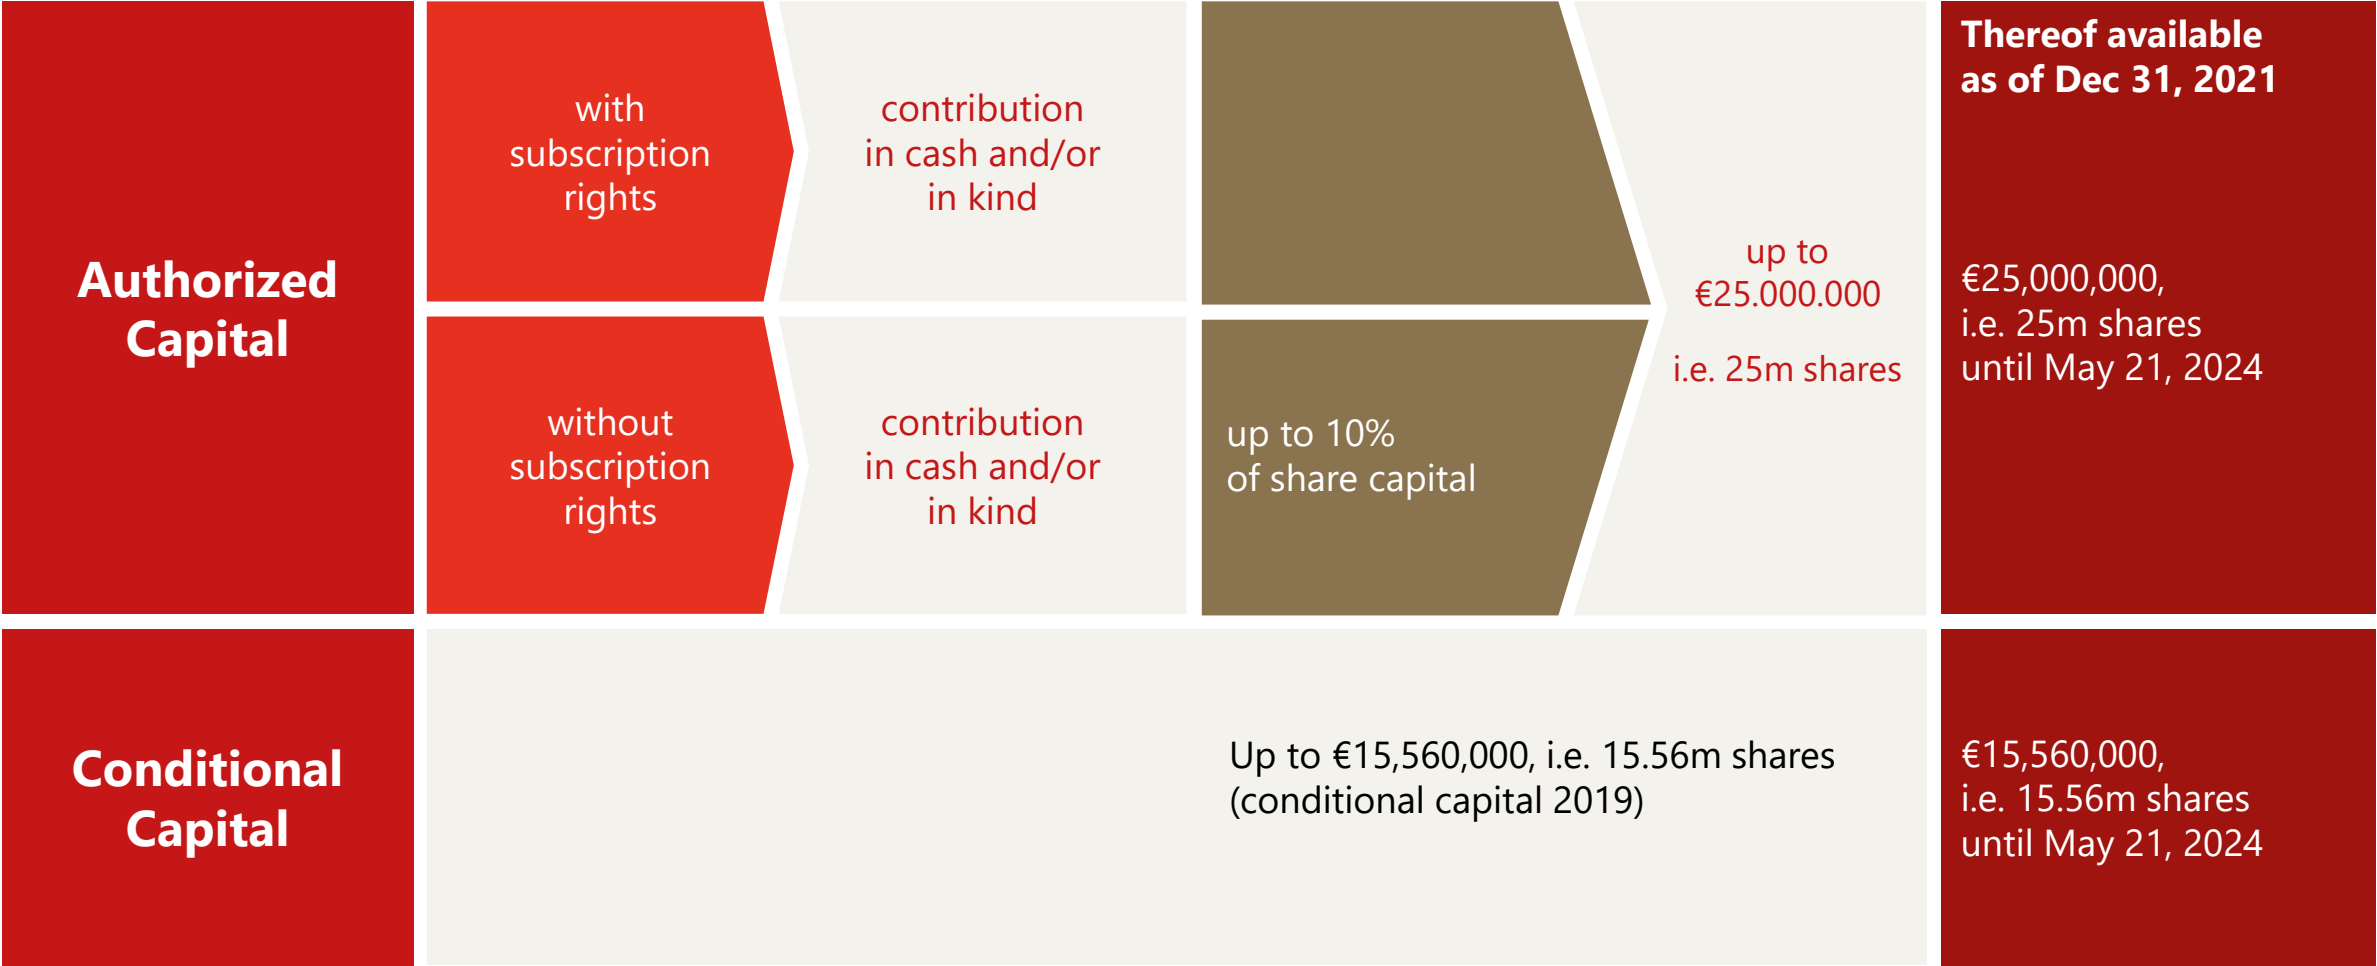 Authorized
Capital
with
subscription
rights
contribution
in cash and/or
in kind
without
subscription
rights
contribution
in cash and/or
in kind
up to 10%
of share capital
up to
€25.000.000
i.e. 25m shares
Thereof available
as of Dec 31, 2021
€25,000,000,
i.e. 25m shares
until May 21, 2024
Conditional
Capital
Up to €15,560,000, i.e. 15.56m shares
(conditional capital 2019)
€15,560,000,
i.e. 15.56m shares
until May 21, 2024